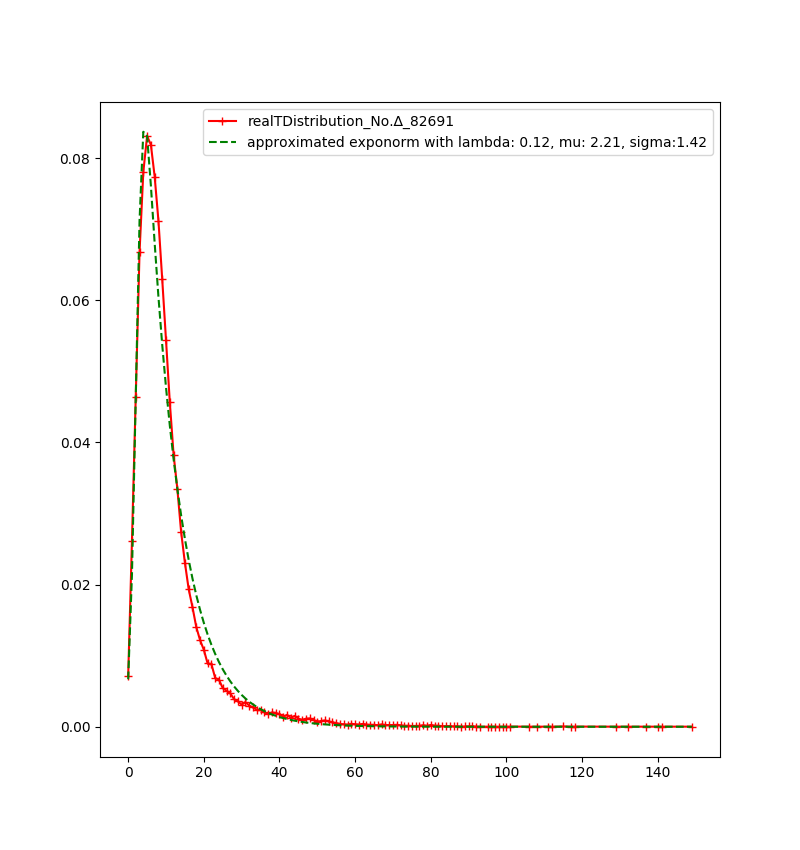 realTDistribution_No.Δ_82691
approximated exponorm with lambda: 0.12, mu: 2.21, sigma:1.42
0.08
0.06
0.04
0.02
0.00
0 20 40 60 80 100 120 140